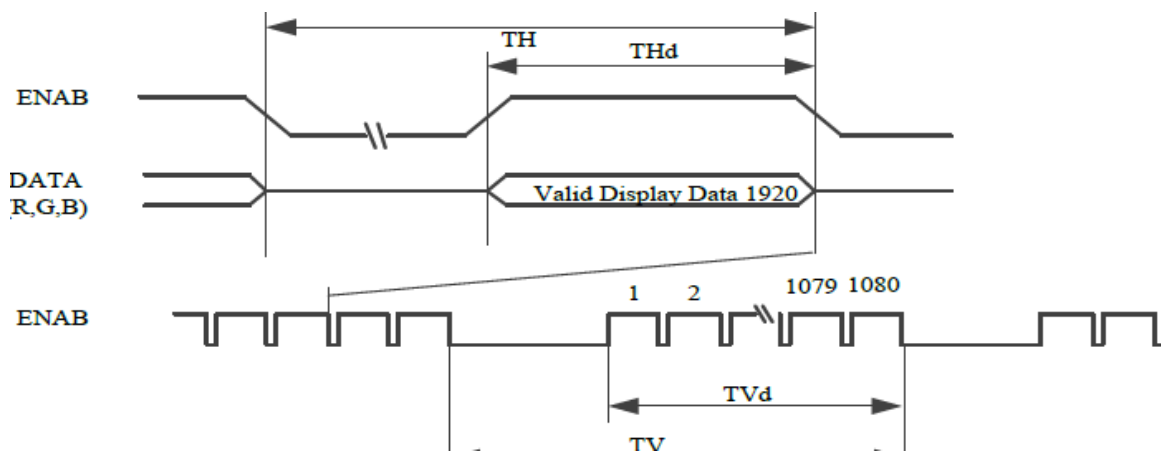 TH
THd
ENAB
DATA
(R,G,B)
Valid Display Data 1920
1 2 1079 1080
ENAB
TVd
TV